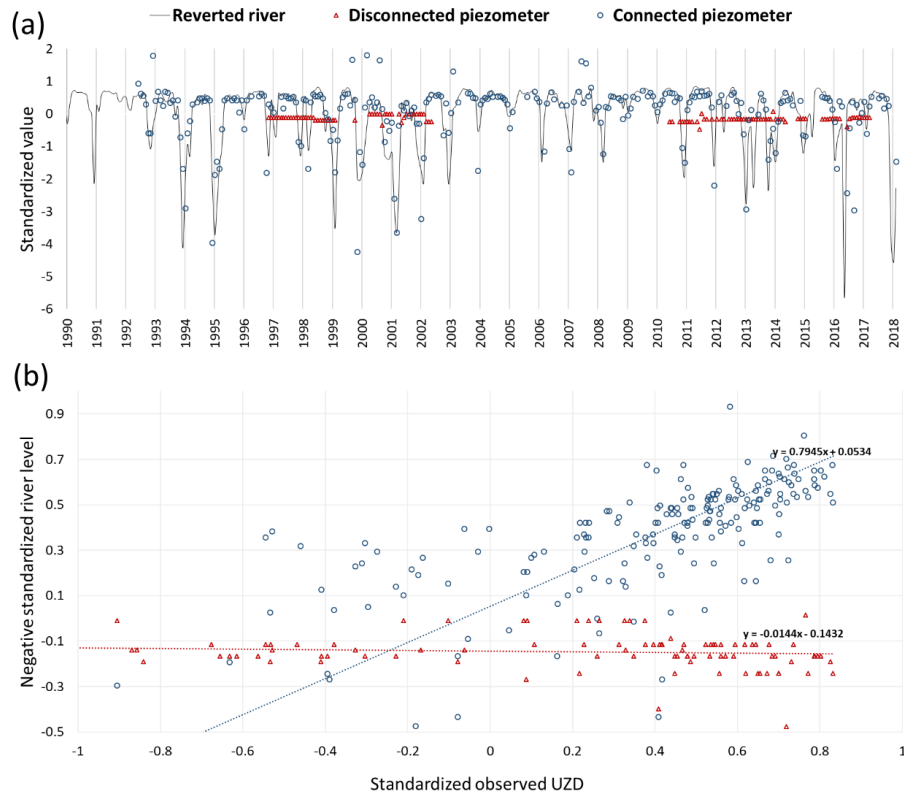 Reverted river Disconnected piezometer Connected piezometer
(a)
Standardized value
2
1
0
-1
-2
-3
-4
-5
-6
1990 1991 1992 1993 1994 1995 1996 1997 1998 1999 2000 2001 2002 2003 2004 2005 2006 2007 2008 2009 2010 2011 2012 2013 2014 2015 2016 2017 2018
(b)
Negative standardized river level
0.9
0.7
0.5
0.3
0.1
-0.1
-0.3
-0.5
y = 0.7945x + 0.0534
y = -0.0144x - 0.1432
-1 -0.8 -0.6 -0.4 -0.2 0 0.2 0.4 0.6 0.8 1
Standardized observed UZD